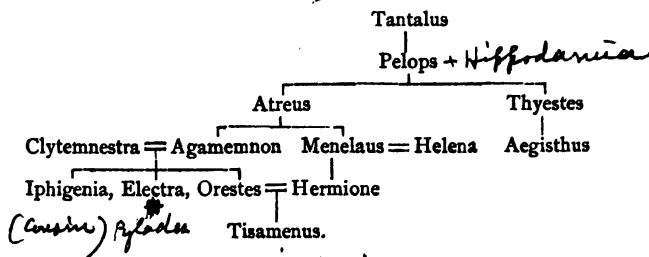 Tantalus
Pelops + Hippodamia
Atreus Thyestes
Clytemnestra = Agamemnon Menelaus = Helena Aegisthus
Iphigenia, Electra, Orestes = Hermione
(Cousin) Pylades
Tisamenus.